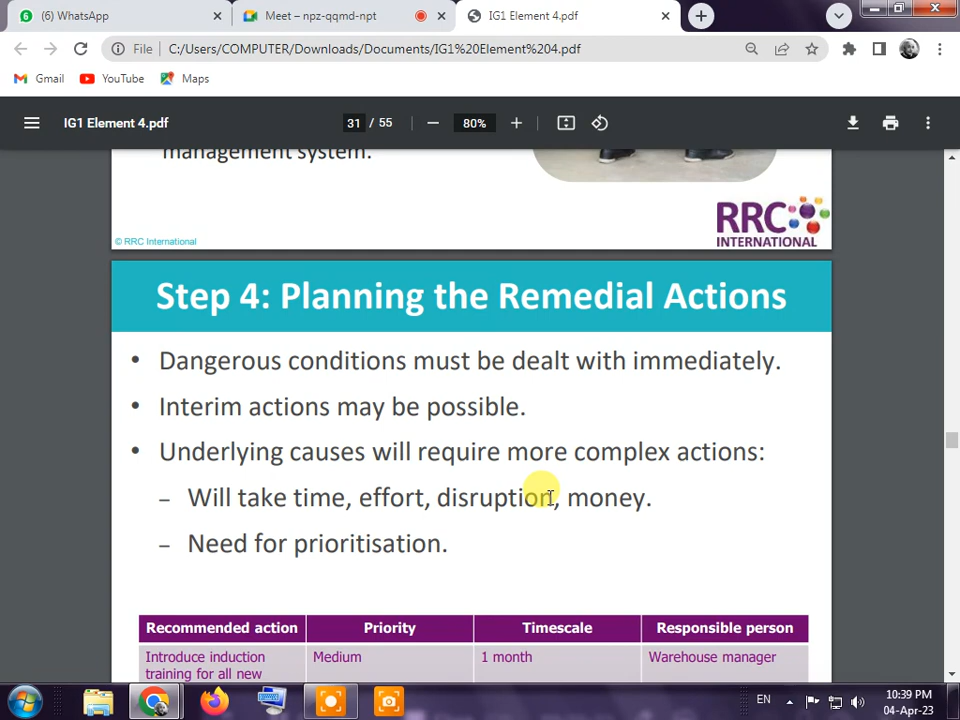 (6) WhatsApp
Meet – npz-qqmd-npt
IG1 Element 4.pdf
File
C:/Users/COMPUTER/Downloads/Documents/IG1%20Element%204.pdf
Gmail
YouTube
Maps
IG1 Element 4.pdf
31 / 55
80%
management system.
RRC
INTERNATIONAL
© RRC International
Step 4: Planning the Remedial Actions
• Dangerous conditions must be dealt with immediately.
• Interim actions may be possible.
• Underlying causes will require more complex actions:
– Will take time, effort, disruption, money.
– Need for prioritisation.
Recommended action Priority Timescale Responsible person
Introduce induction Medium 1 month Warehouse manager
training for all new
EN
10:39 PM
04-Apr-23